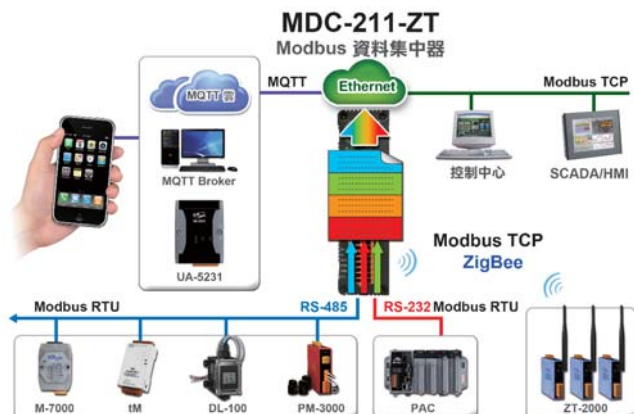 MDC-211-ZT
Modbus 資料集中器
MQTT
Ethernet
Modbus TCP
MQTT 雲
MQTT Broker
控制中心
SCADA/HMI
UA-5231
Modbus TCP
ZigBee
Modbus RTU
RS-485
RS-232
Modbus RTU
M-7000
tM
DL-100
PM-3000
PAC
ZT-2000